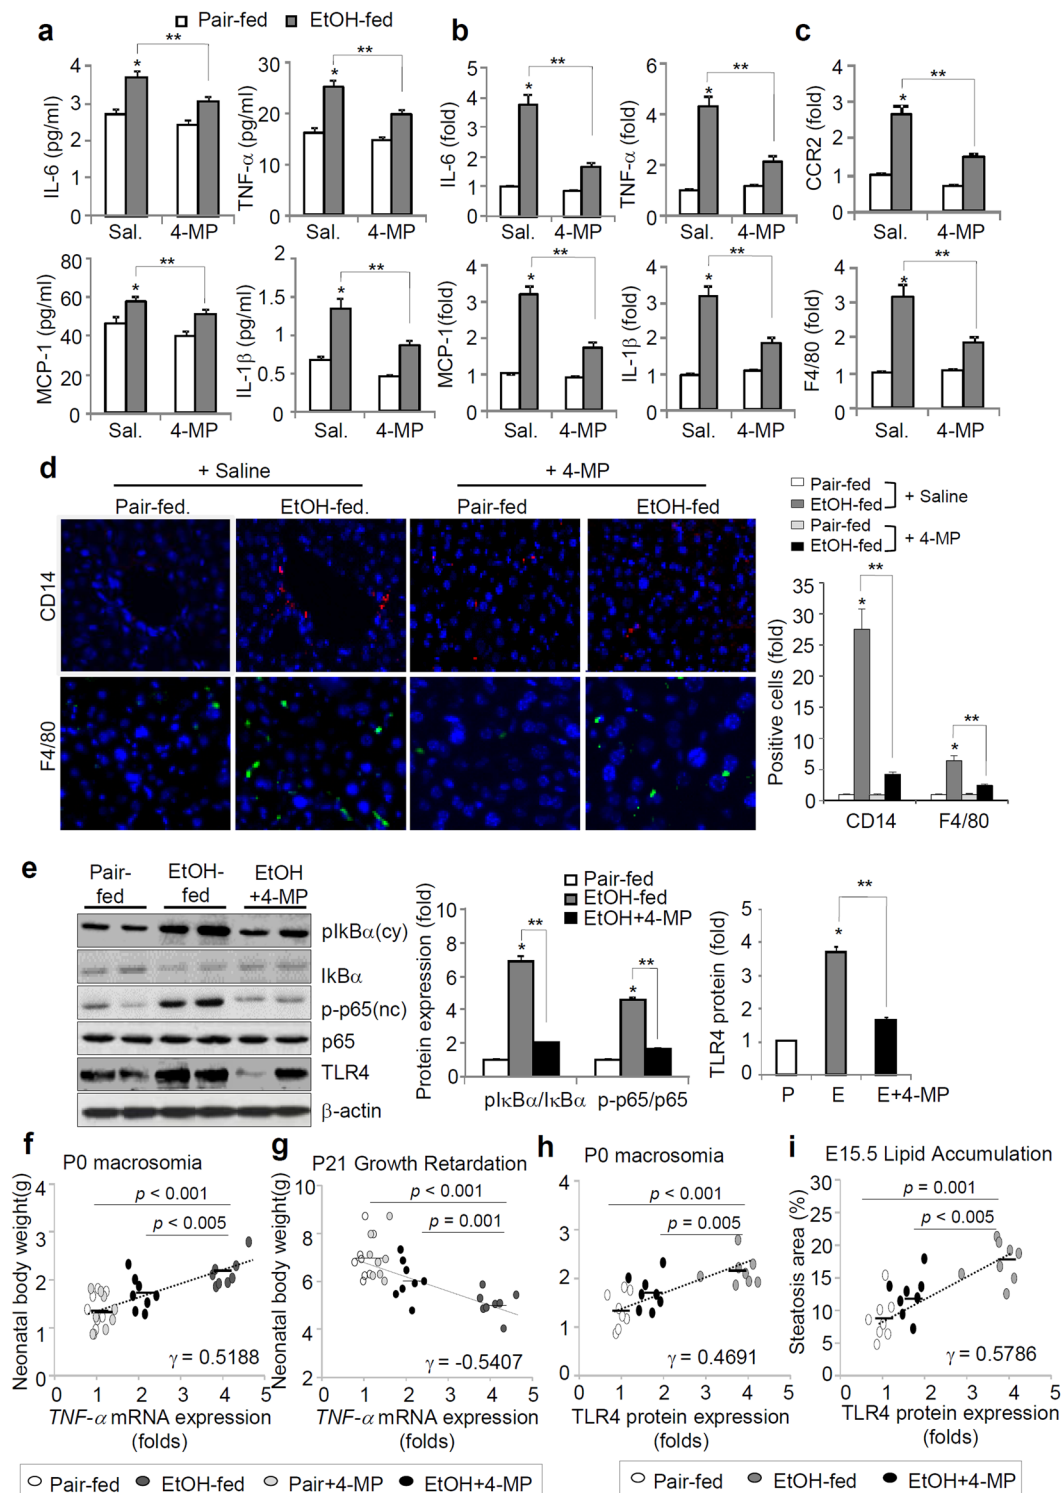 a
Pair-fed EtOH-fed
b
c
IL-6 (pg/ml)
6
5
4
3
2
1
0
*
**
Sal. 4-MP
TNF-α (pg/ml)
30
20
10
0
*
**
Sal. 4-MP
IL-6 (fold)
5
4
3
2
1
0
*
**
Sal. 4-MP
TNF-α (fold)
6
4
2
0
*
**
Sal. 4-MP
CCR2 (fold)
4
3
2
1
0
*
**
Sal. 4-MP
MCP-1 (pg/ml)
80
60
40
20
0
*
**
Sal. 4-MP
IL-1β (pg/ml)
1.5
1
0.5
0
*
**
Sal. 4-MP
MCP-1(fold)
4
3
2
1
0
*
**
Sal. 4-MP
IL-1β (fold)
4
3
2
1
0
*
**
Sal. 4-MP
F4/80 (fold)
4
3
2
1
0
*
**
Sal. 4-MP
d
+ Saline + 4-MP
Pair-fed. EtOH-fed. Pair-fed EtOH-fed
CD14
F4/80
Pair-fed
EtOH-fed
+ Saline
Pair-fed
EtOH-fed
+ 4-MP
Positive cells (fold)
35
30
25
20
15
10
5
0
*
**
*
**
CD14 F4/80
e
Pair-fed EtOH-fed EtOH +4-MP
pIkBα(cy)
IkBα
p-p65(nc)
p65
TLR4
β-actin
Pair-fed
EtOH-fed
EtOH+4-MP
Protein expression (fold)
10
8
6
4
2
0
*
**
*
**
pIκBα/IκBα p-p65/p65
TLR4 protein (fold)
5
4
3
2
1
0
*
**
P E E+4-MP
f
P0 macrosomia
Neonatal body weight(g)
4
3
2
1
0
p < 0.001
p < 0.005
γ = 0.5188
0 1 2 3 4 5
TNF-α mRNA expression
(folds)
g
P21 Growth Retardation
Neonatal body weight(g)
10
8
6
4
2
p < 0.001
p = 0.001
γ = -0.5407
0 1 2 3 4 5
TNF-α mRNA expression
(folds)
h
P0 macrosomia
4
3
2
1
0
p < 0.001
p = 0.005
γ = 0.4691
0 1 2 3 4 5
TLR4 protein expression
(folds)
i
E15.5 Lipid Accumulation
Steatosis area (%)
30
25
20
15
10
5
0
p = 0.001
p < 0.005
γ = 0.5786
0 1 2 3 4 5
TLR4 protein expression
(folds)
Pair-fed EtOH-fed Pair+4-MP EtOH+4-MP
Pair-fed EtOH-fed EtOH+4-MP